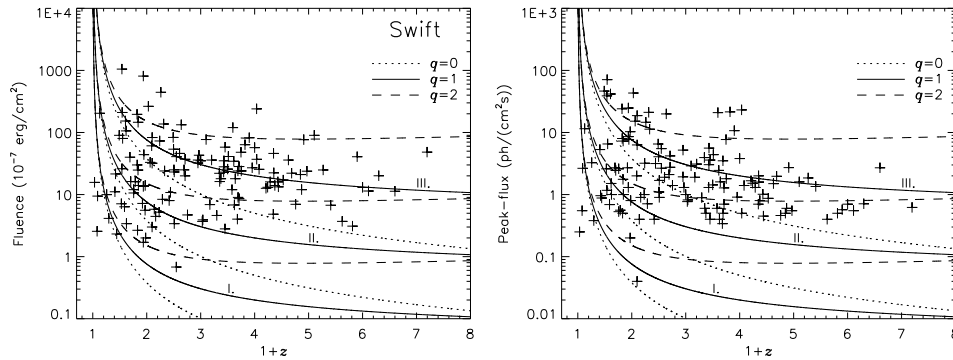 Swift
1E+4
1000
100
10
1
0.1
Fluence (10⁻⁷ erg/cm²)
q=0
q=1
q=2
III.
II.
I.
1 2 3 4 5 6 7 8
1+z
1E+3
100
10
1
0.10
0.01
Peak-flux (ph/(cm²s))
q=0
q=1
q=2
III.
II.
I.
1 2 3 4 5 6 7 8
1+z